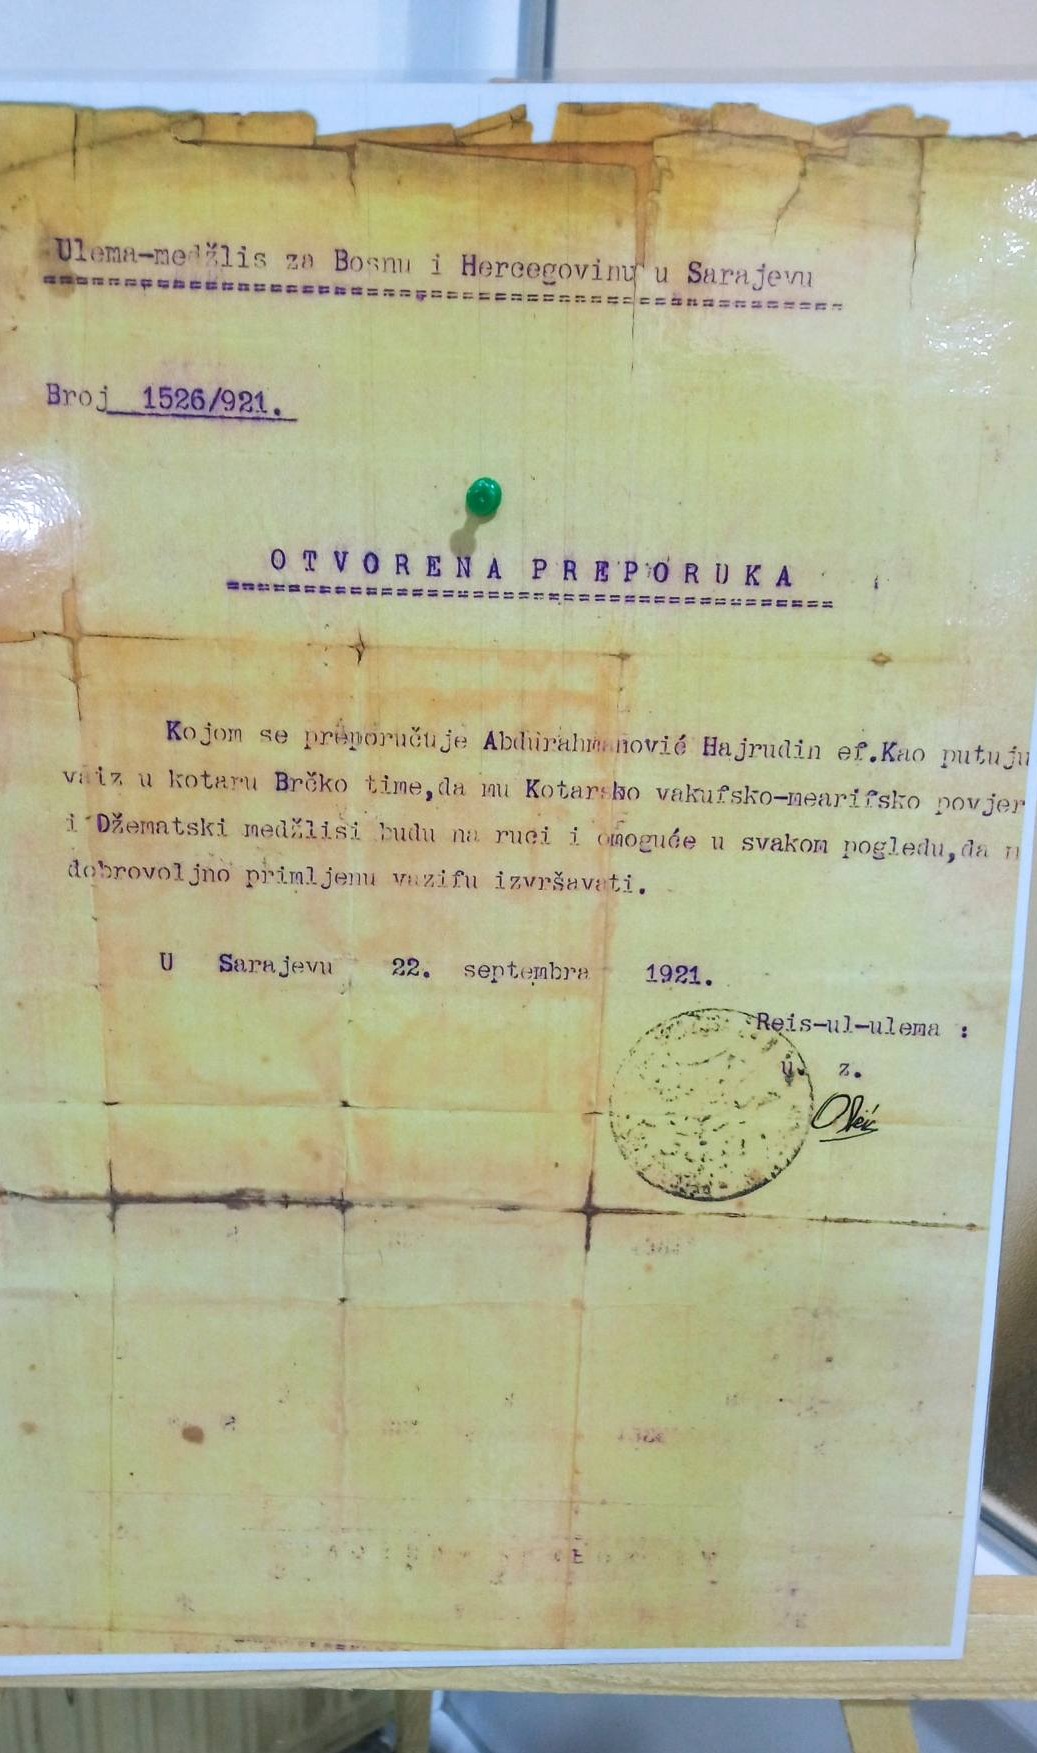 Ulema-medžlis za Bosnu i Hercegovinu u Sarajevu
Broj 1526/921.
OTVORENA PREPORUKA
Kojom se preporučuje Abdurahmanović Hajrudin ef.Kao putuju
vaiz u kotaru Brčko time,da mu Kotarsko vakufsko-mearifsko povjer
i Džematski medžlisi budu na ruci i omoguće u svakom pogledu,da
dobrovoljno primljenu vazifu izvršavati.
U Sarajevu 22. septembra 1921.
Reis-ul-ulema :
u. z.